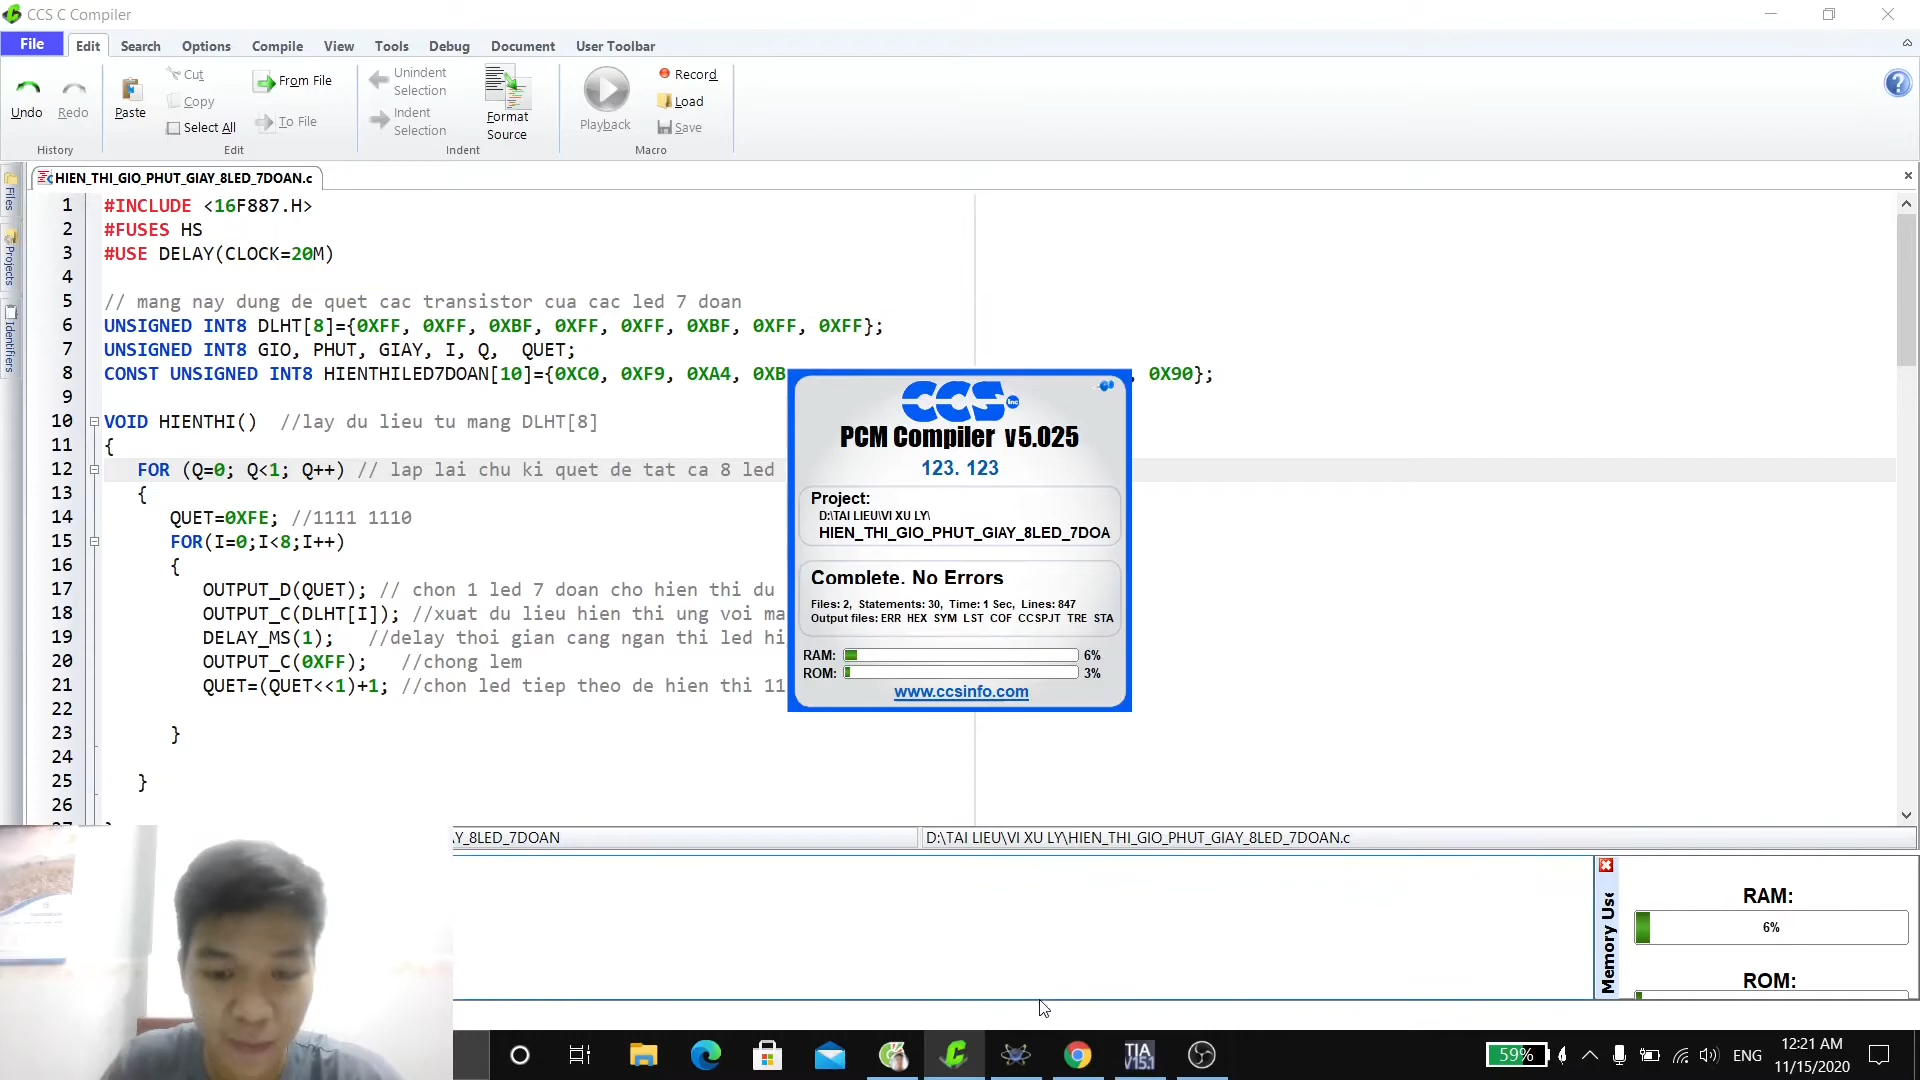 CCS C Compiler
File Edit Search Options Compile View Tools Debug Document User Toolbar
Undo Redo Paste Cut Copy Select All From File To File
Unindent Selection
Indent Selection
Format Source
Playback Record Load Save
History Edit Indent Macro
Files
Projects
Identifiers
HIEN_THI_GIO_PHUT_GIAY_8LED_7DOAN.c
1 #INCLUDE <16F887.H>
2 #FUSES HS
3 #USE DELAY(CLOCK=20M)
4
5 // mang nay dung de quet cac transistor cua cac led 7 doan
6 UNSIGNED INT8 DLHT[8]={0XFF, 0XFF, 0XBF, 0XFF, 0XFF, 0XBF, 0XFF, 0XFF};
7 UNSIGNED INT8 GIO, PHUT, GIAY, I, Q, QUET;
8 CONST UNSIGNED INT8 HIENTHILED7DOAN[10]={0XC0, 0XF9, 0XA4, 0XB , 0X90};
9
10 VOID HIENTHI() //lay du lieu tu mang DLHT[8]
11 {
12 FOR (Q=0; Q<1; Q++) // lap lai chu ki quet de tat ca 8 led
13 {
14 QUET=0XFE; //1111 1110
15 FOR(I=0;I<8;I++)
16 {
17 OUTPUT_D(QUET); // chon 1 led 7 doan cho hien thi du
18 OUTPUT_C(DLHT[I]); //xuat du lieu hien thi ung voi ma
19 DELAY_MS(1); //delay thoi gian cang ngan thi led hi
20 OUTPUT_C(0XFF); //chong lem
21 QUET=(QUET<<1)+1; //chon led tiep theo de hien thi 11
22
23 }
24
25 }
26
CCS Inc
PCM Compiler v5.025
123. 123
Project:
D:\TAI LIEU\VI XU LY\
HIEN_THI_GIO_PHUT_GIAY_8LED_7DOA
Complete. No Errors
Files: 2, Statements: 30, Time: 1 Sec, Lines: 847
Output files: ERR HEX SYM LST COF CCSPJT TRE STA
RAM: 6%
ROM: 3%
www.ccsinfo.com
Y_8LED_7DOAN D:\TAI LIEU\VI XU LY\HIEN_THI_GIO_PHUT_GIAY_8LED_7DOAN.c
Memory Us
RAM:
6%
ROM:
TIA V15.1
59% ENG 12:21 AM
11/15/2020